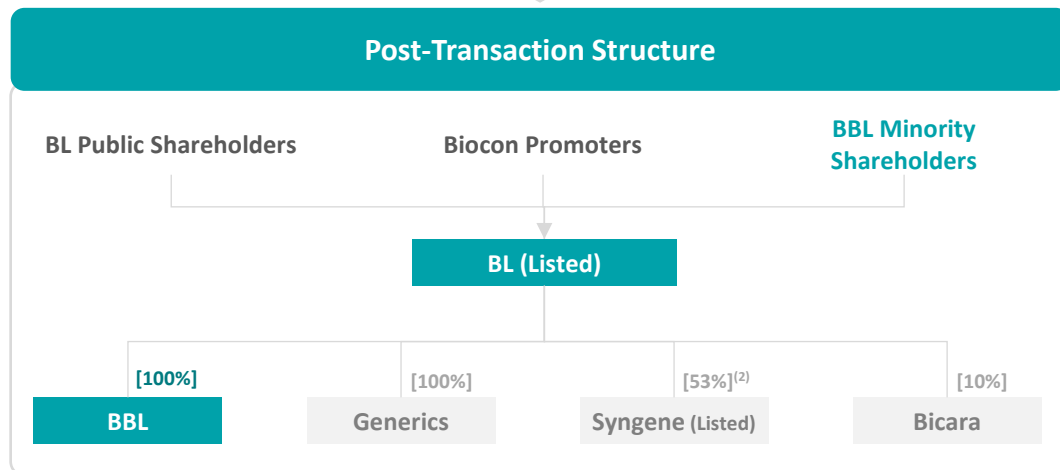 Post-Transaction Structure
BL Public Shareholders
Biocon Promoters
BBL Minority
Shareholders
BL (Listed)
[100%]
[100%]
[53%](2)
[10%]
BBL
Generics
Syngene (Listed)
Bicara